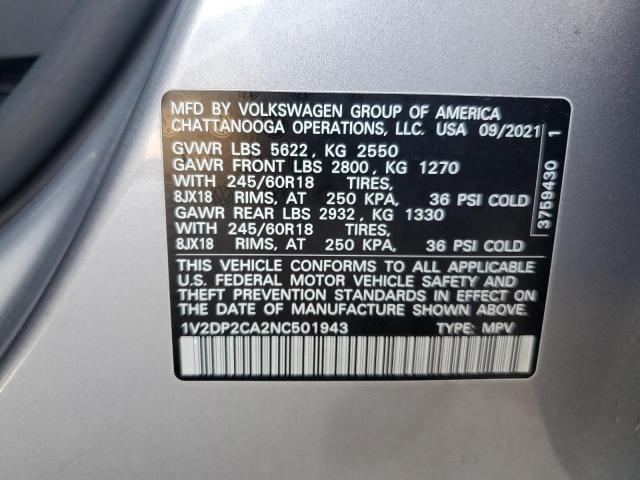 MFD BY VOLKSWAGEN GROUP OF AMERICA
CHATTANOOGA OPERATIONS, LLC. USA 09/2021
GVWR LBS 5622, KG 2550
GAWR FRONT LBS 2800, KG 1270
WITH 245/60R18 TIRES,
8JX18 RIMS, AT 250 KPA, 36 PSI COLD
GAWR REAR LBS 2932, KG 1330
WITH 245/60R18 TIRES,
8JX18 RIMS, AT 250 KPA, 36 PSI COLD
THIS VEHICLE CONFORMS TO ALL APPLICABLE
U.S. FEDERAL MOTOR VEHICLE SAFETY AND
THEFT PREVENTION STANDARDS IN EFFECT ON
THE DATE OF MANUFACTURE SHOWN ABOVE.
1V2DP2CA2NC501943 TYPE: MPV
3759430 1